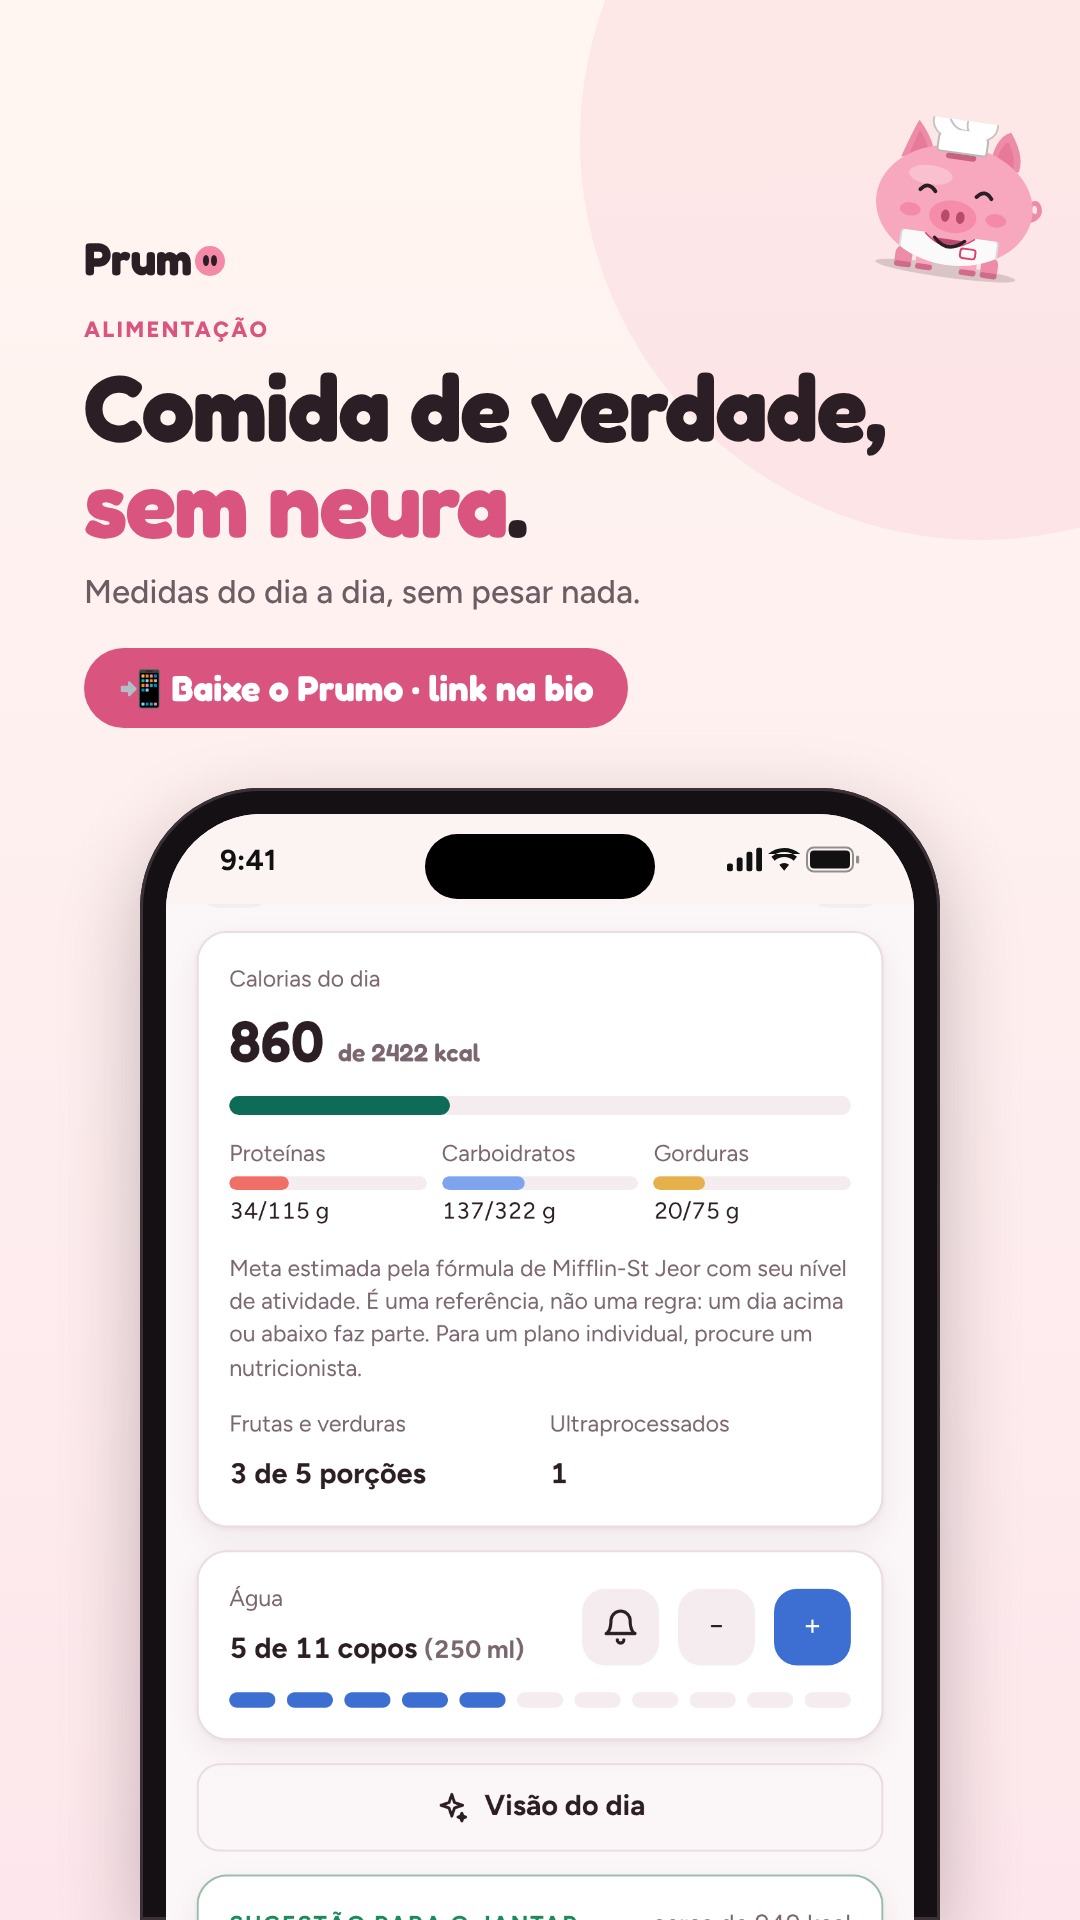 Prum
ALIMENTAÇÃO
Comida de verdade,
sem neura.
Medidas do dia a dia, sem pesar nada.
Baixe o Prumo · link na bio
9:41
Calorias do dia
860 de 2422 kcal
Proteínas Carboidratos Gorduras
34/115 g 137/322 g 20/75 g
Meta estimada pela fórmula de Mifflin-St Jeor com seu nível
de atividade. É uma referência, não uma regra: um dia acima
ou abaixo faz parte. Para um plano individual, procure um
nutricionista.
Frutas e verduras Ultraprocessados
3 de 5 porções 1
Água
5 de 11 copos (250 ml)
− +
Visão do dia
SUGESTÃO PARA O JANTAR